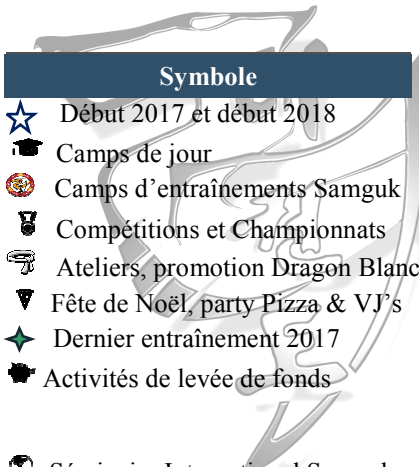 Symbole
Début 2017 et début 2018
Camps de jour
Camps d'entraînements Samguk
Compétitions et Championnats
Ateliers, promotion Dragon Blanc
Fête de Noël, party Pizza & VJ's
Dernier entraînement 2017
Activités de levée de fonds
International